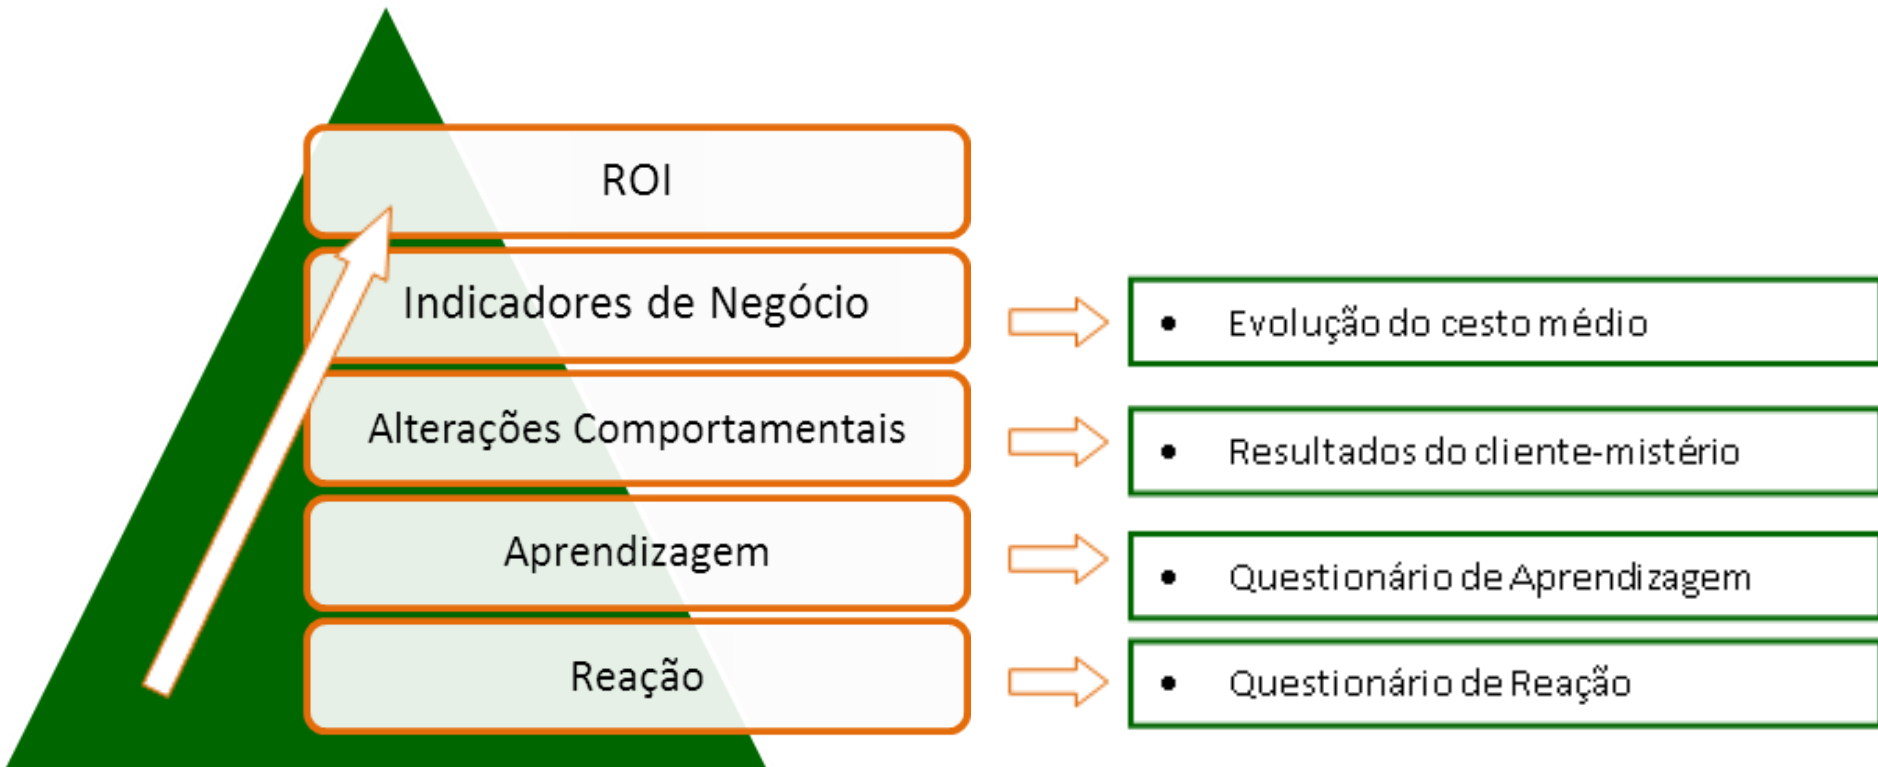 ROI
Indicadores de Negócio
• Evolução do cesto médio
Alterações Comportamentais
• Resultados do cliente-mistério
Aprendizagem
• Questionário de Aprendizagem
Reação
• Questionário de Reação